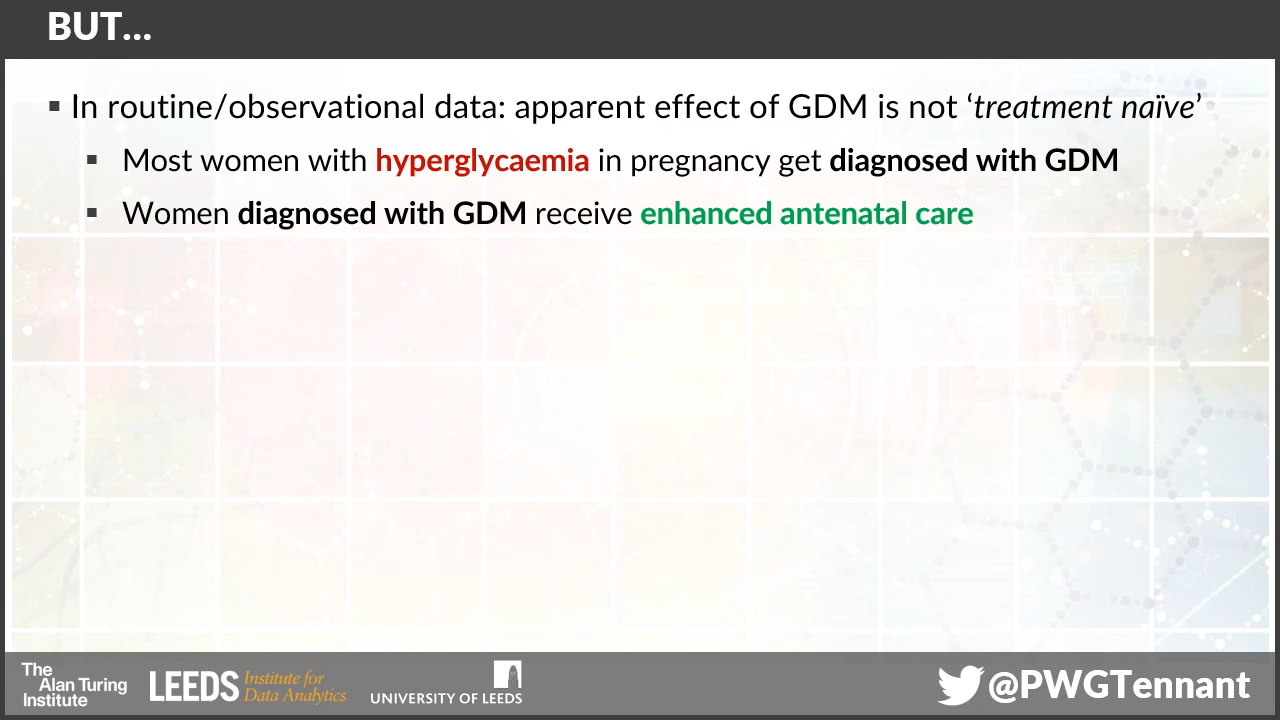 BUT...
▪ In routine/observational data: apparent effect of GDM is not ‘treatment naïve’
▪ Most women with hyperglycaemia in pregnancy get diagnosed with GDM
▪ Women diagnosed with GDM receive enhanced antenatal care
The
Alan Turing
Institute
LEEDS Institute for
Data Analytics
UNIVERSITY OF LEEDS
@PWGTennant